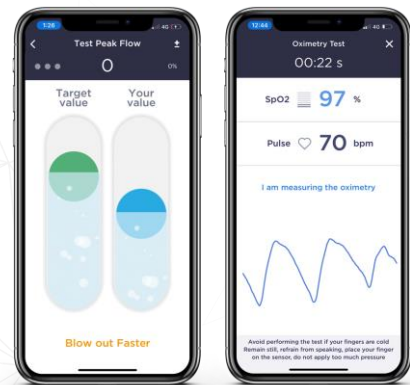 1:26
4G
Test Peak Flow
0
0%
Target
value
Your
value
Blow out Faster
12:44
4G
Oximetry Test
00:22 s
SpO2 97 %
Pulse 70 bpm
I am measuring the oximetry
Avoid performing the test if your fingers are cold
Remain still, refrain from speaking, place your finger
on the sensor, do not apply too much pressure